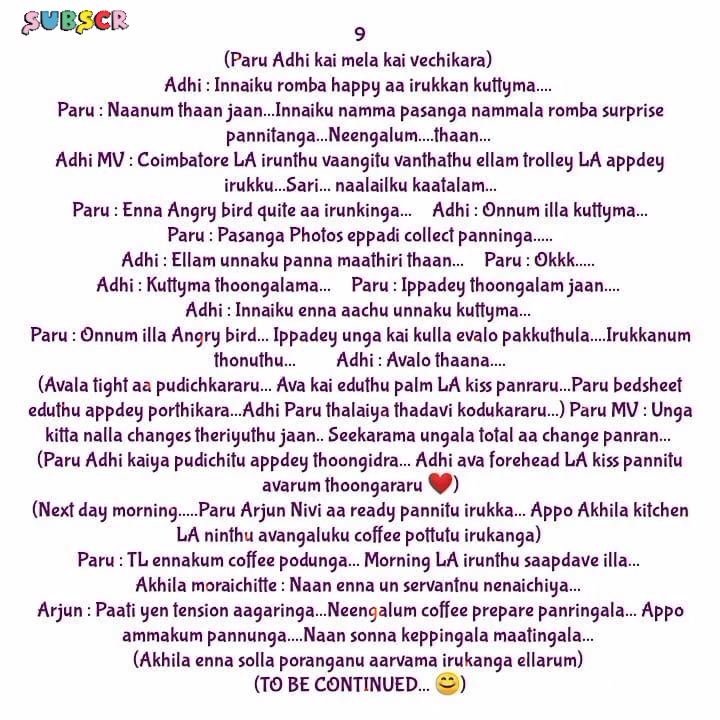 SUBSCR
9
(Paru Adhi kai mela kai vechikara)
Adhi : Innaiku romba happy aa irukkan kuttyma....
Paru : Naanum thaan jaan...Innaiku namma pasanga nammala romba surprise
pannitanga...Neengalum....thaan...
Adhi MV : Coimbatore LA irunthu vaangitu vanthathu ellam trolley LA appdey
irukku...Sari... naalailku kaatalam...
Paru : Enna Angry bird quite aa irunkinga... Adhi : Onnum illa kuttyma...
Paru : Pasanga Photos eppadi collect panninga.....
Adhi : Ellam unnaku panna maathiri thaan... Paru : Okkk.....
Adhi : Kuttyma thoongalama... Paru : Ippadey thoongalam jaan....
Adhi : Innaiku enna aachu unnaku kuttyma...
Paru : Onnum illa Angry bird... Ippadey unga kai kulla evalo pakkuthula....Irukkanum
thonuthu... Adhi : Avalo thaana....
(Avala tight aa pudichkararu... Ava kai eduthu palm LA kiss panraru...Paru bedsheet
eduthu appdey porthikara...Adhi Paru thalaiya thadavi kodukararu...) Paru MV : Unga
kitta nalla changes theriyuthu jaan.. Seekarama ungala total aa change panran...
(Paru Adhi kaiya pudichitu appdey thoongidra... Adhi ava forehead LA kiss pannitu
avarum thoongararu ❤️)
(Next day morning.....Paru Arjun Nivi aa ready pannitu irukka... Appo Akhila kitchen
LA ninthu avangaluku coffee pottutu irukanga)
Paru : TL ennakum coffee podunga... Morning LA irunthu saapdave illa...
Akhila moraichitte : Naan enna un servantnu nenaichiya...
Arjun : Paati yen tension aagaringa...Neengalum coffee prepare panringala... Appo
ammakum pannunga....Naan sonna keppingala maatingala...
(Akhila enna solla poranganu aarvama irukanga ellarum)
(TO BE CONTINUED... 😊)